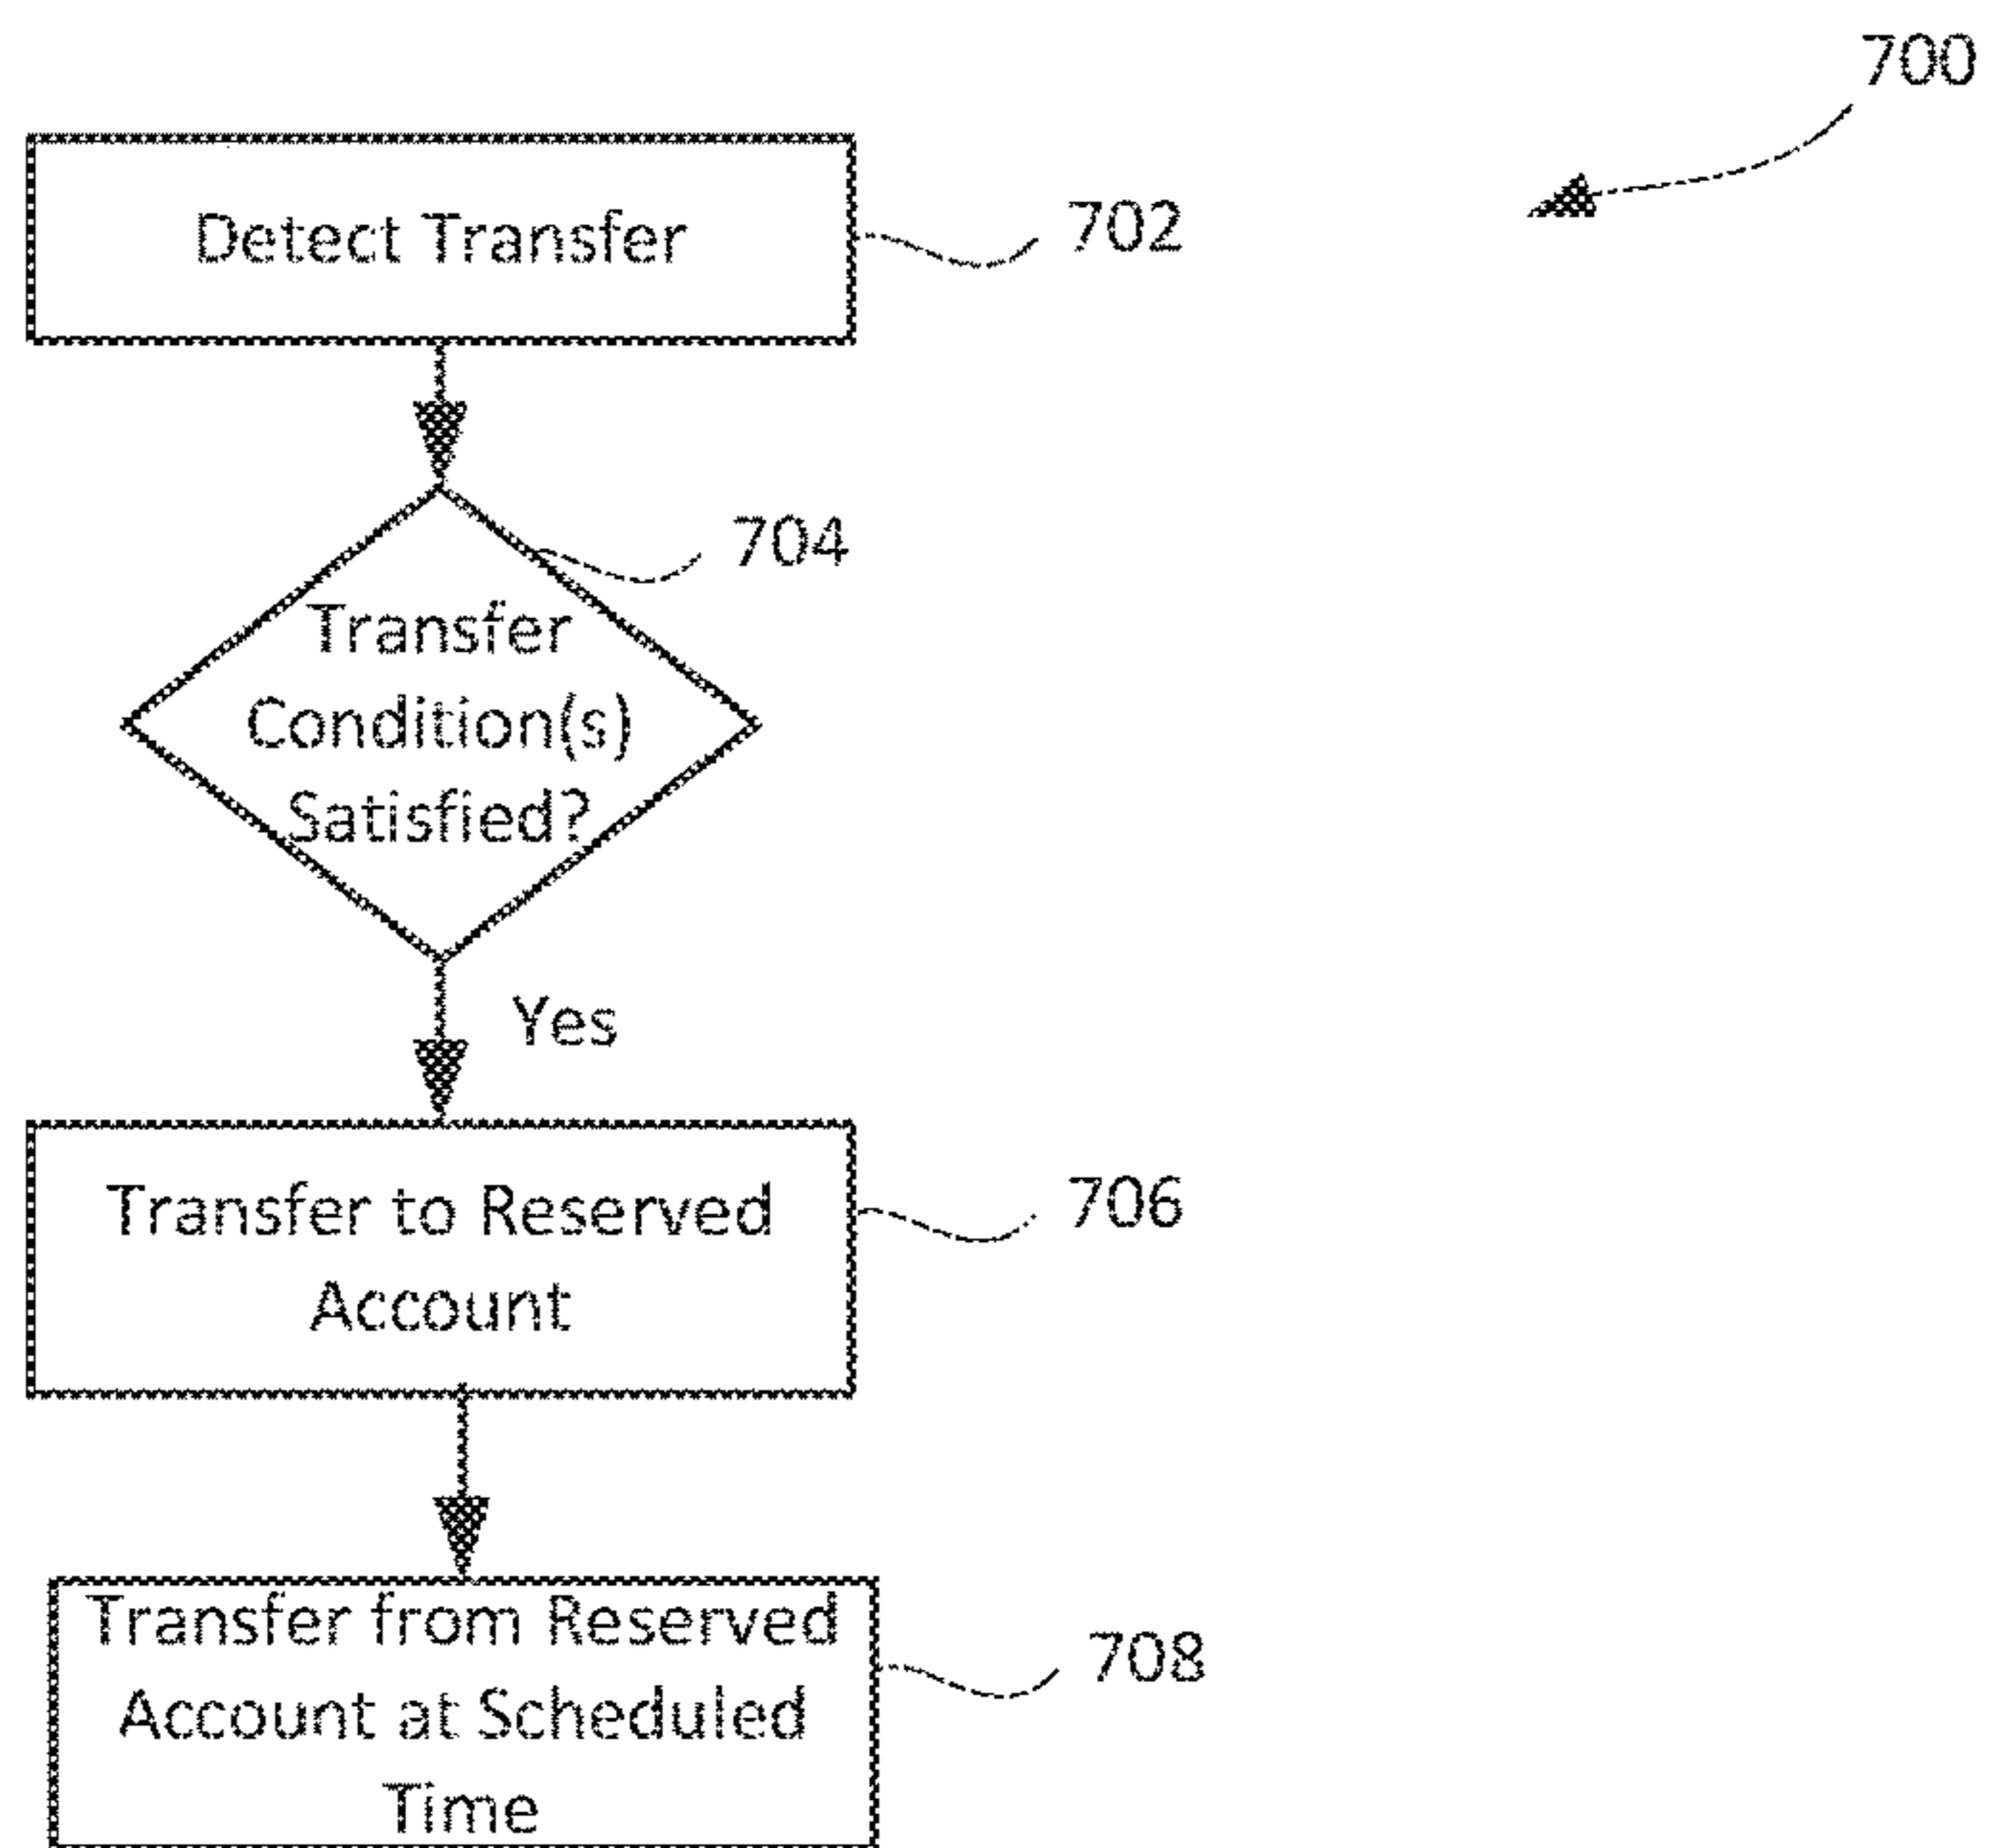 700
Detect Transfer
702
704
Transfer
Condition(s)
Satisfied?
Yes
Transfer to Reserved
Account
706
Transfer from Reserved
Account at Scheduled
Time
708